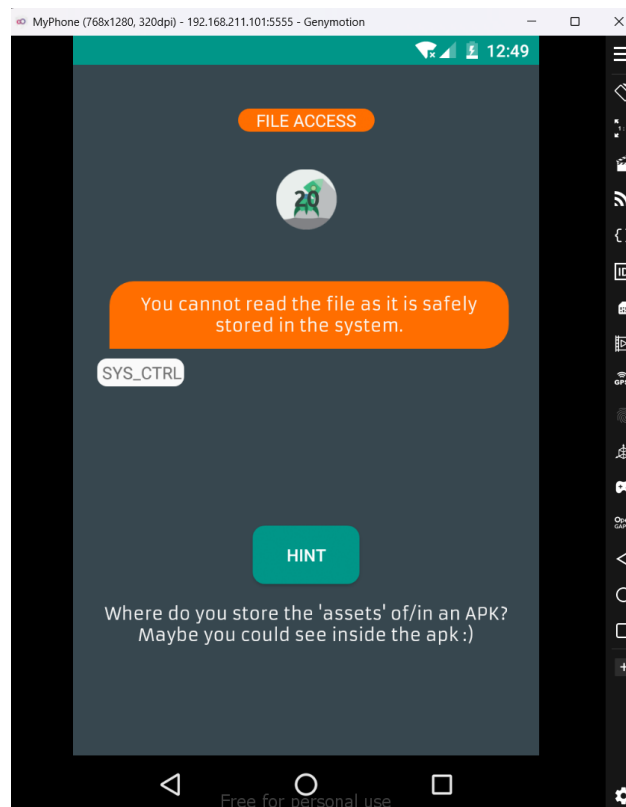 MyPhone (768x1280, 320dpi) - 192.168.211.101:5555 - Genymotion
12:49
FILE ACCESS
20
You cannot read the file as it is safely
stored in the system.
SYS_CTRL
HINT
Where do you store the 'assets' of/in an APK?
Maybe you could see inside the apk :)
Free for personal use